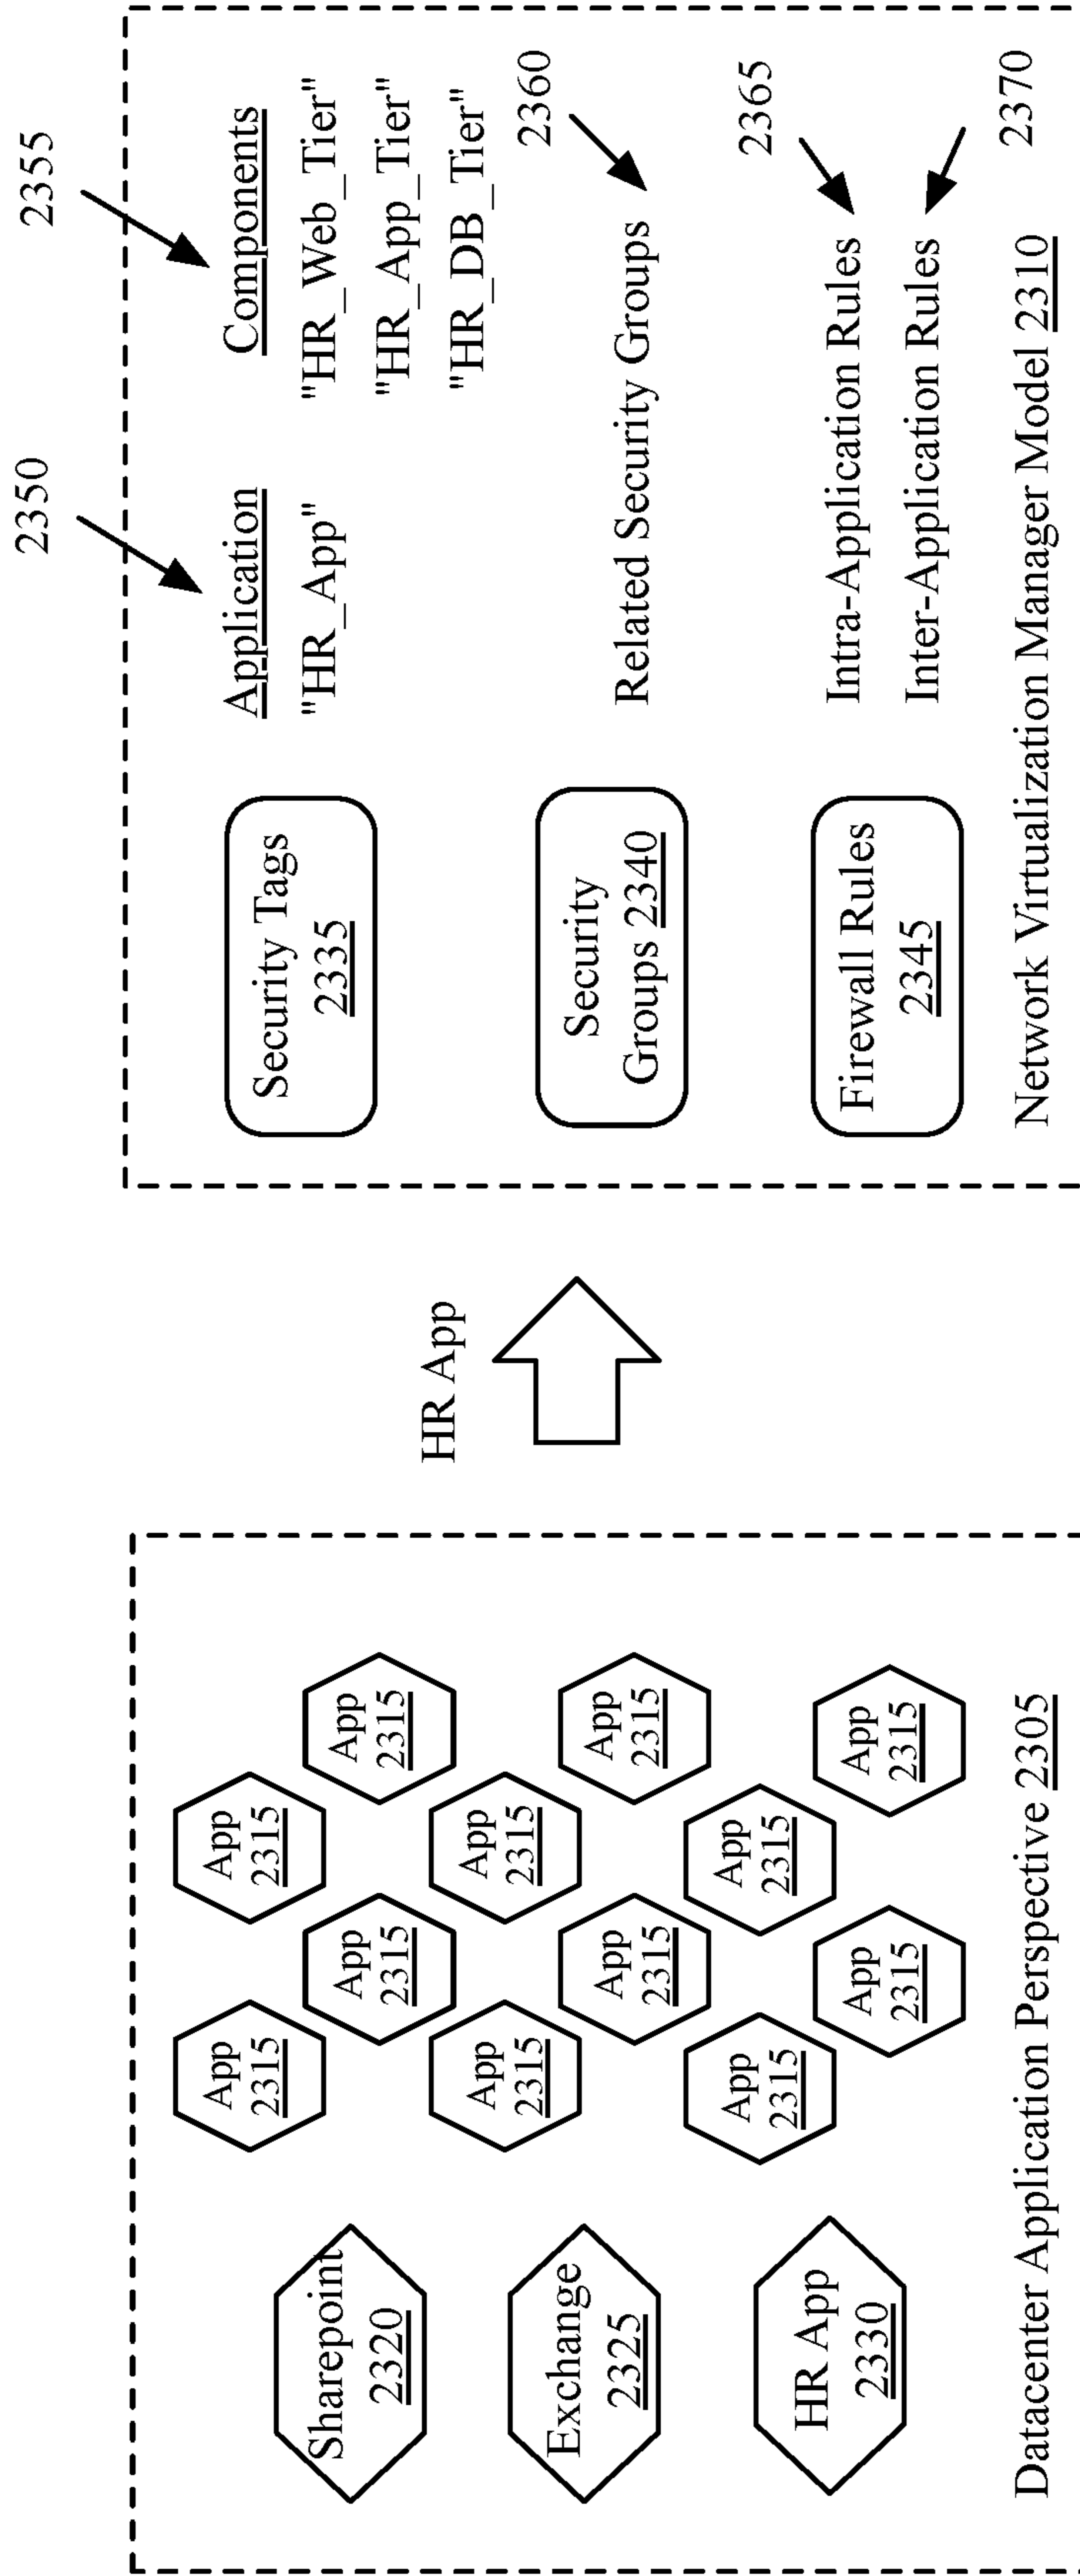 Sharepoint
2320
Exchange
2325
HR App
2330
App
2315
App
2315
App
2315
App
2315
App
2315
App
2315
App
2315
App
2315
App
2315
App
2315
App
2315
App
2315
Datacenter Application Perspective 2305
HR App
2350
2355
Security Tags
2335
Application
"HR_App"
Components
"HR_Web_Tier"
"HR_App_Tier"
"HR_DB_Tier"
2360
Security
Groups 2340
Related Security Groups
2365
Firewall Rules
2345
Intra-Application Rules
Inter-Application Rules
2370
Network Virtualization Manager Model 2310